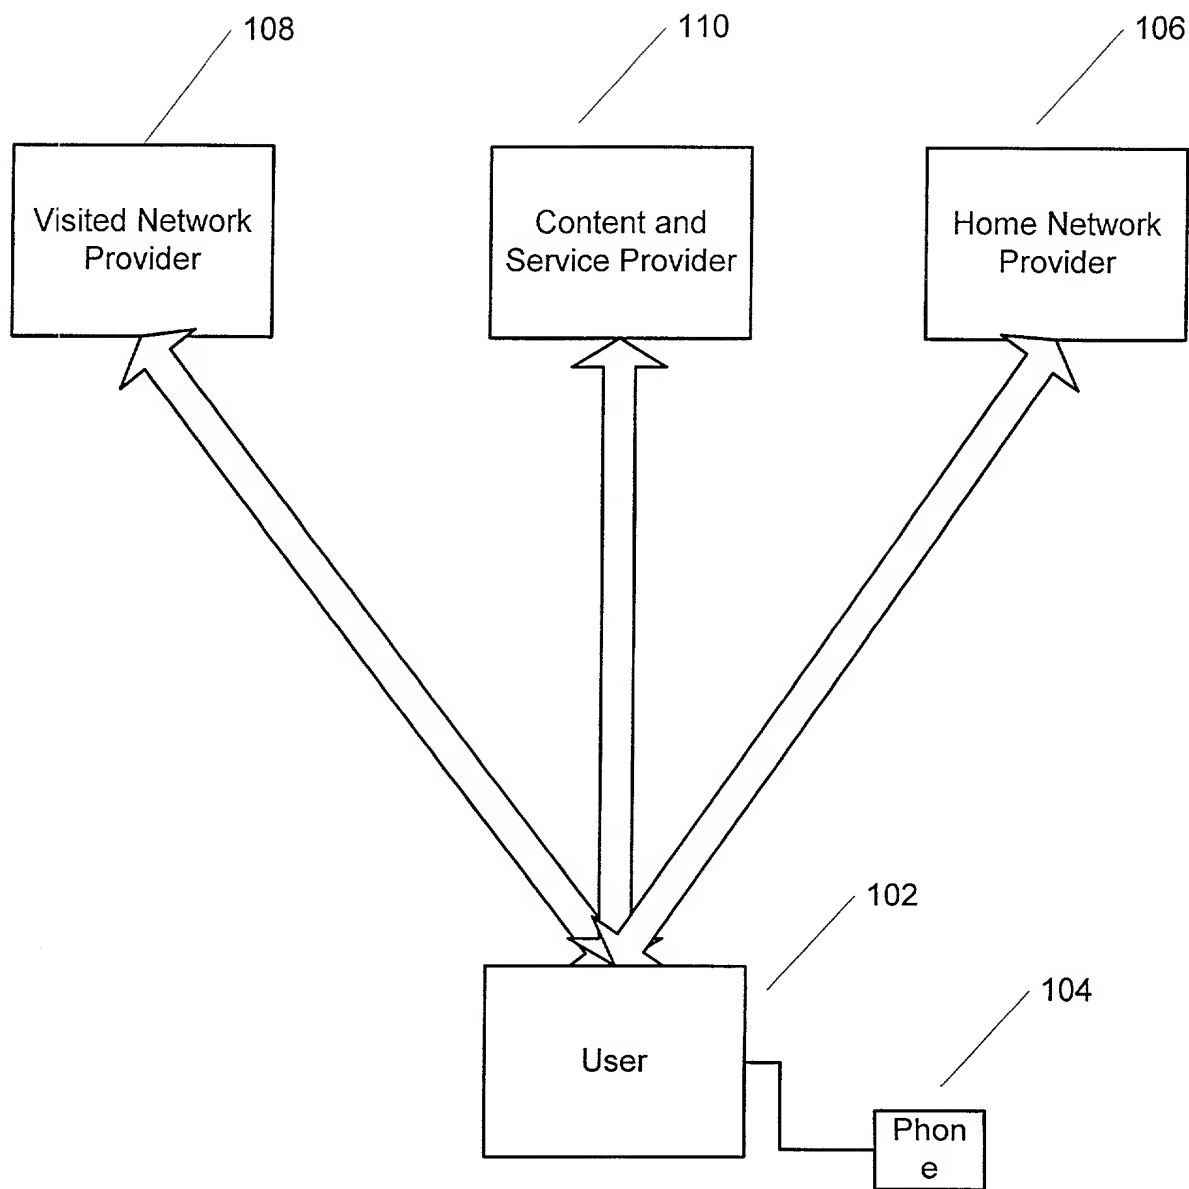 108
110
106
Visited Network
Provider
Content and
Service Provider
Home Network
Provider
102
104
User
Phon
e